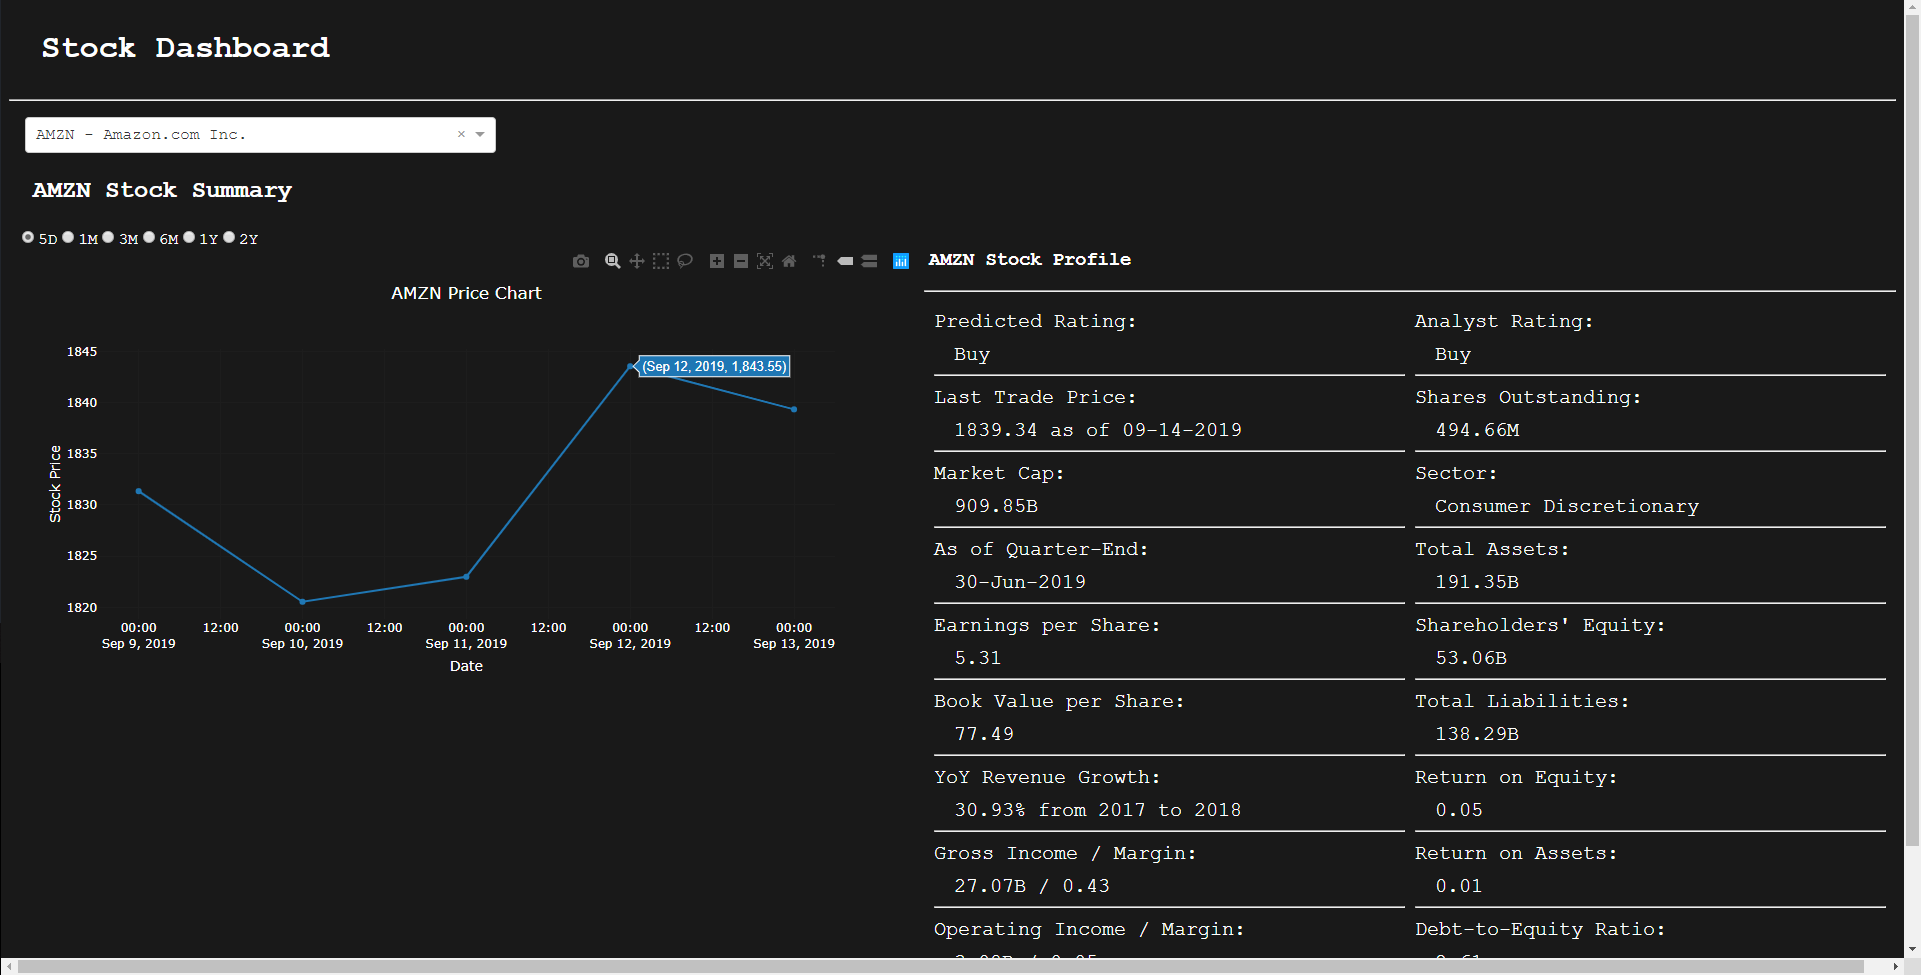 Stock Dashboard
AMZN - Amazon.com Inc.
AMZN Stock Summary
5D 1M 3M 6M 1Y 2Y
AMZN Price Chart
1845
1840
1835
1830
1825
1820
Stock Price
(Sep 12, 2019, 1,843.55)
00:00 12:00 00:00 12:00 00:00 12:00 00:00 12:00 00:00
Sep 9, 2019 Sep 10, 2019 Sep 11, 2019 Sep 12, 2019 Sep 13, 2019
Date
AMZN Stock Profile
Predicted Rating:
Buy
Analyst Rating:
Buy
Last Trade Price:
1839.34 as of 09-14-2019
Shares Outstanding:
494.66M
Market Cap:
909.85B
Sector:
Consumer Discretionary
As of Quarter-End:
30-Jun-2019
Total Assets:
191.35B
Earnings per Share:
5.31
Shareholders' Equity:
53.06B
Book Value per Share:
77.49
Total Liabilities:
138.29B
YoY Revenue Growth:
30.93% from 2017 to 2018
Return on Equity:
0.05
Gross Income / Margin:
27.07B / 0.43
Return on Assets:
0.01
Operating Income / Margin:
Debt-to-Equity Ratio: